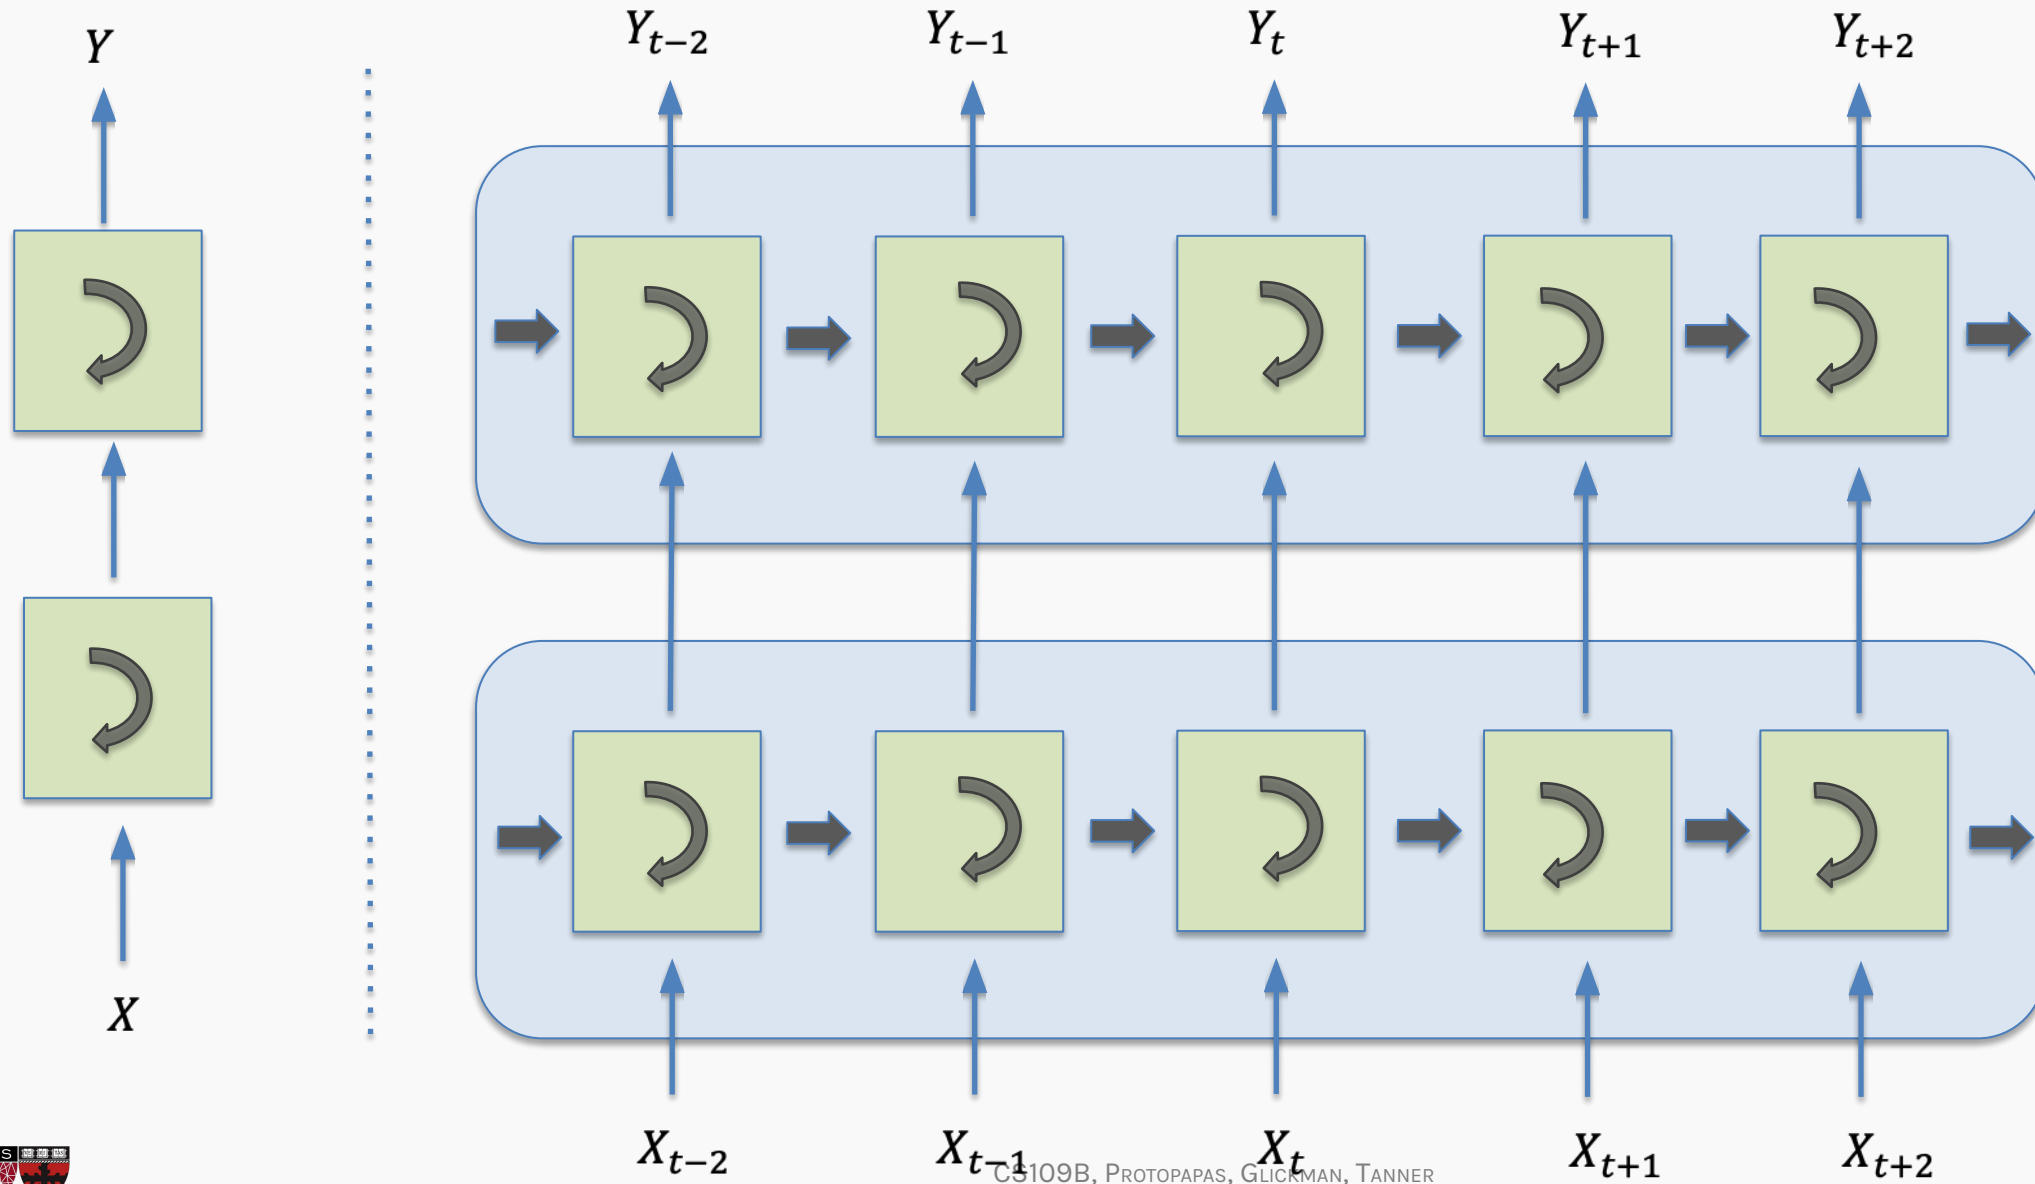 Y
Y_{t−2} Y_{t−1} Y_t Y_{t+1} Y_{t+2}
X
X_{t−2} X_{t−1} X_t X_{t+1} X_{t+2}
S
CS109B, PROTOPAPAS, GLICKMAN, TANNER